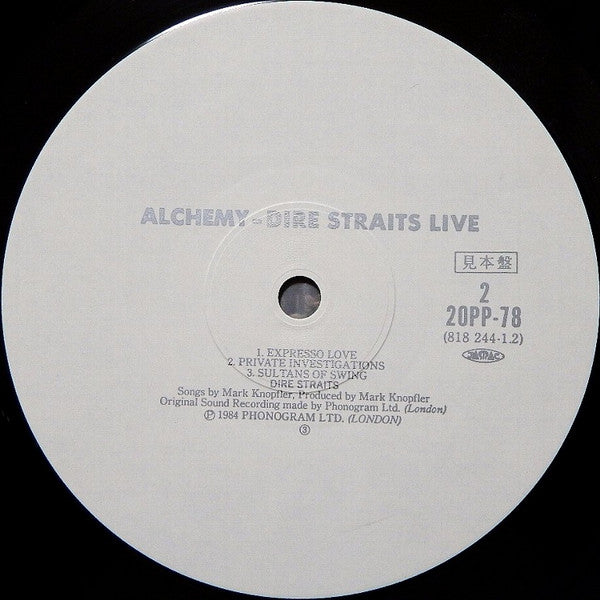 ALCHEMY-DIRE STRAITS LIVE
見本盤
2
20PP-78
(818 244-1.2)
JASRAC
1. EXPRESSO LOVE
2. PRIVATE INVESTIGATIONS
3. SULTANS OF SWING
DIRE STRAITS
Songs by Mark Knopfler, Produced by Mark Knopfler
Original Sound Recording made by Phonogram Ltd. (London)
Ⓟ 1984 PHONOGRAM LTD. (LONDON)
③